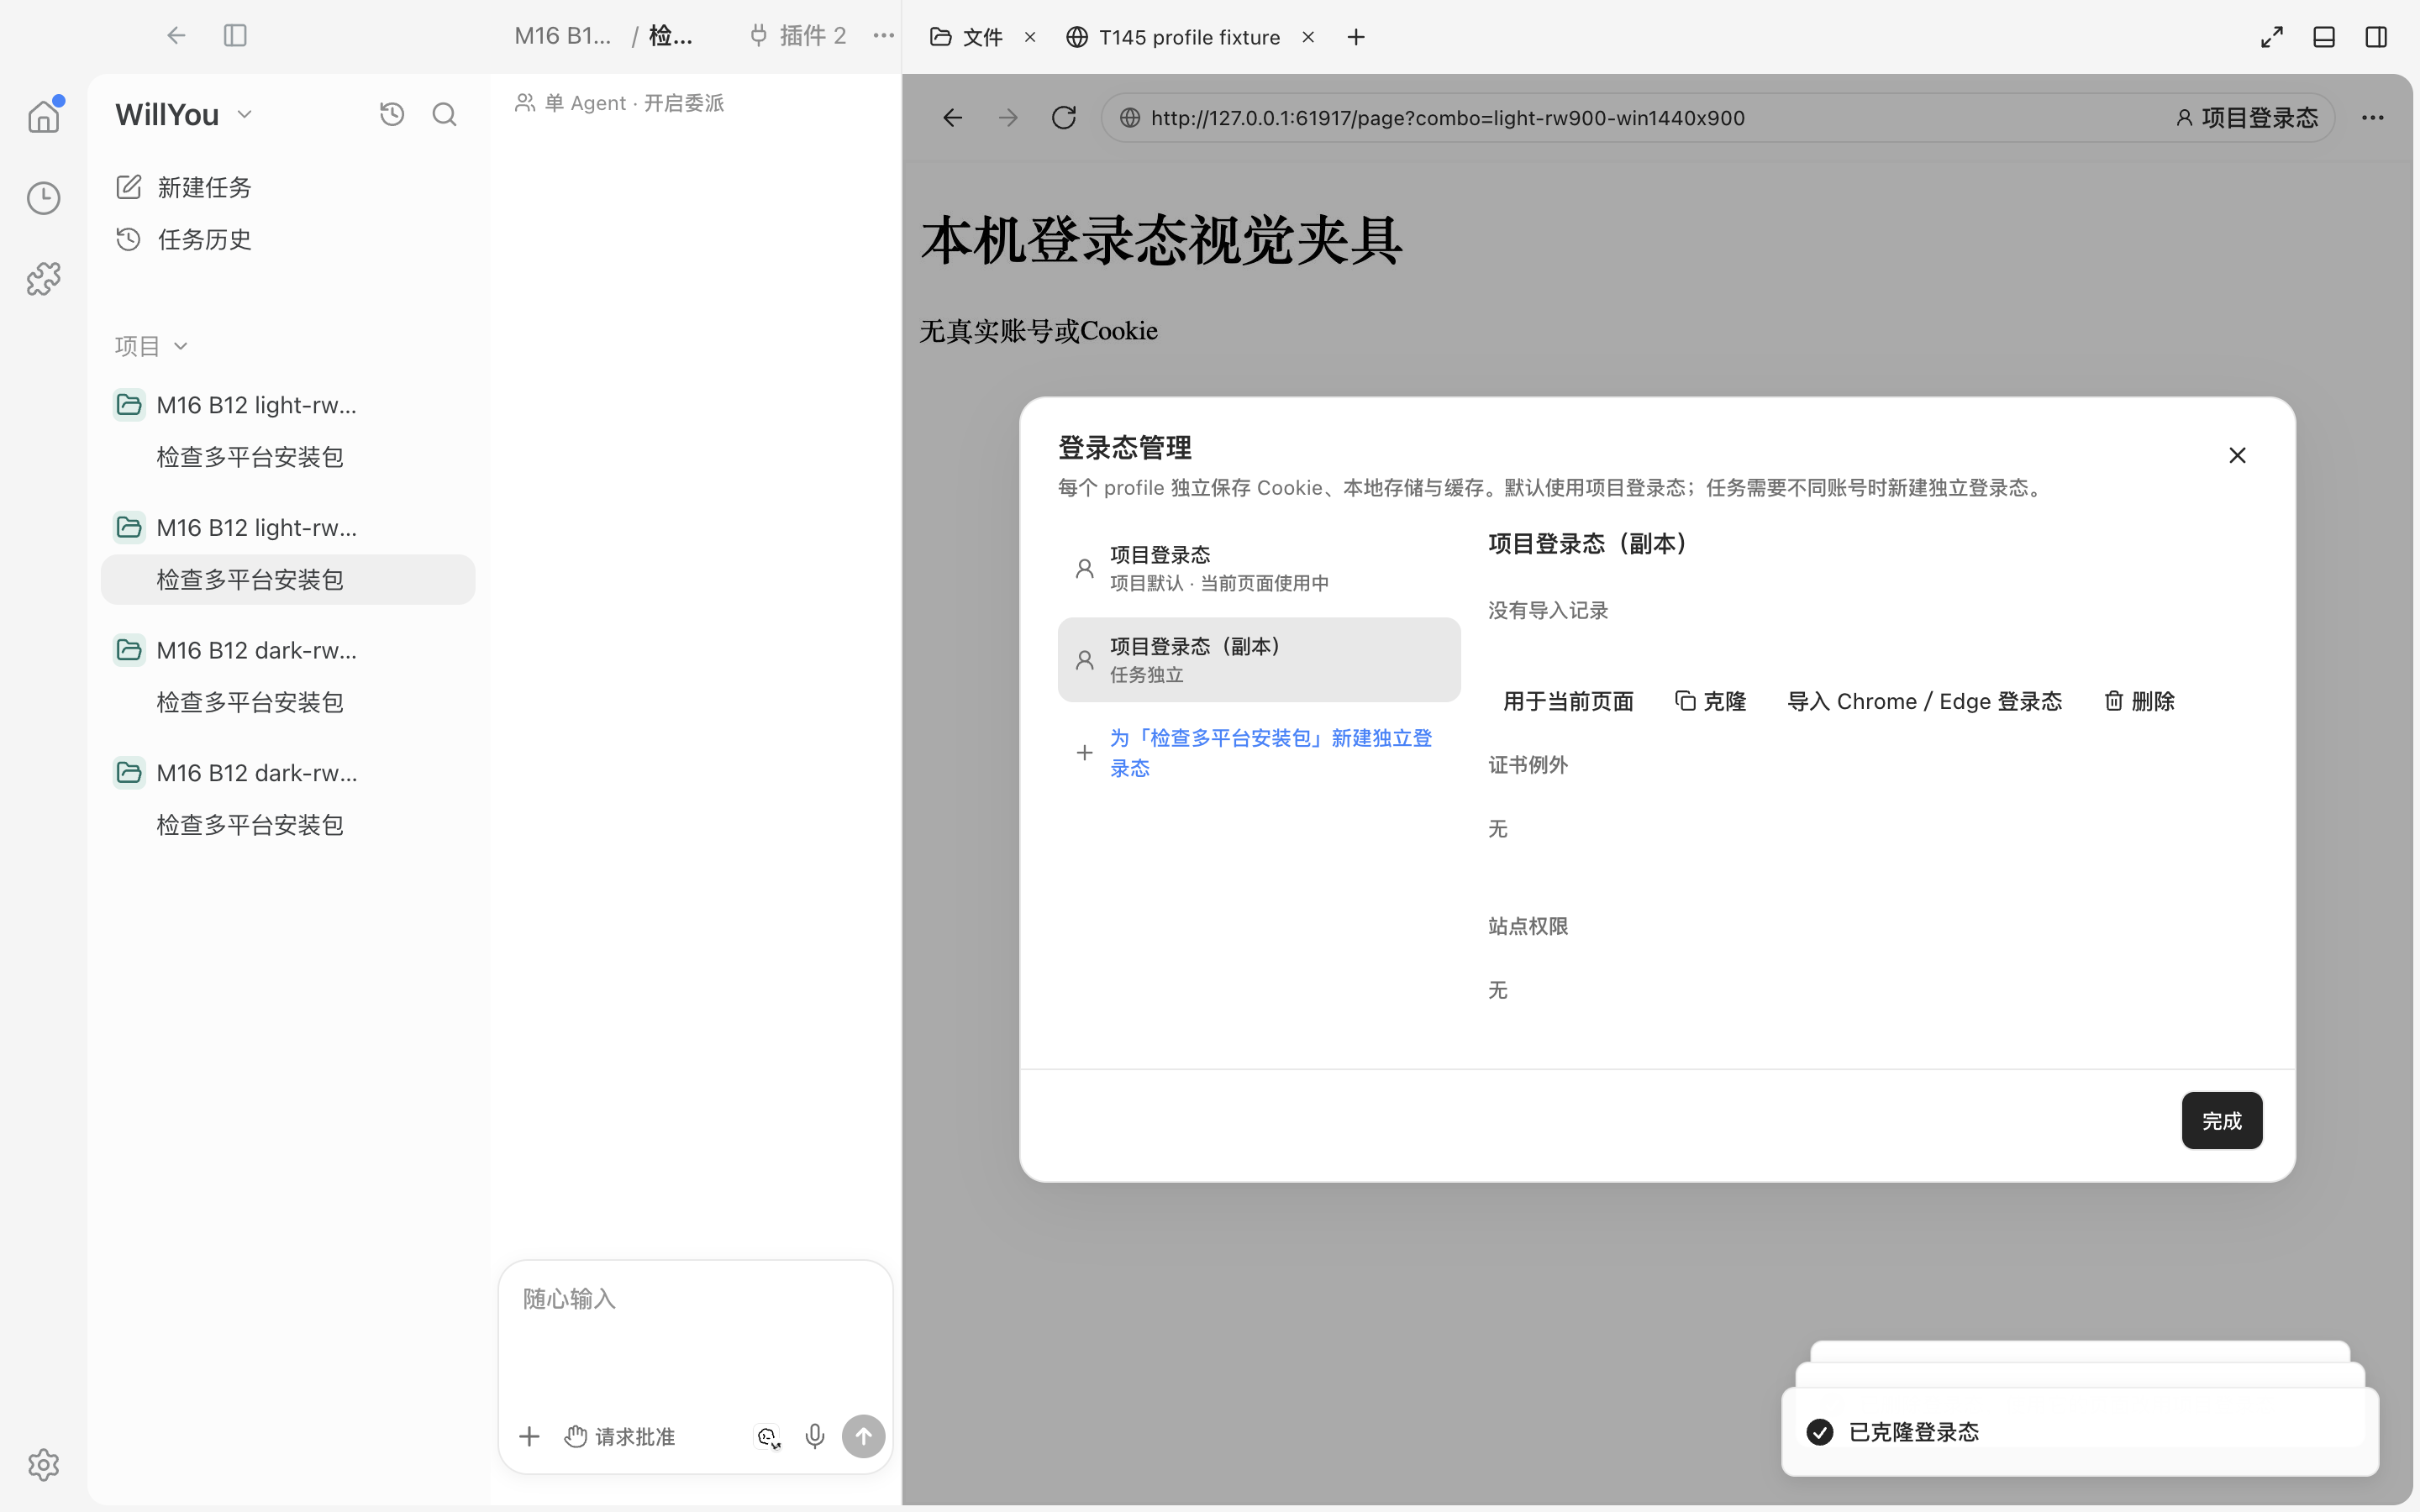 M16 B1... / 检... 插件 2
文件
T145 profile fixture
WillYou
新建任务
任务历史
项目
M16 B12 light-rw...
检查多平台安装包
M16 B12 light-rw...
检查多平台安装包
M16 B12 dark-rw...
检查多平台安装包
M16 B12 dark-rw...
检查多平台安装包
单 Agent · 开启委派
随心输入
请求批准
http://127.0.0.1:61917/page?combo=light-rw900-win1440x900
项目登录态
本机登录态视觉夹具
无真实账号或Cookie
登录态管理
每个 profile 独立保存 Cookie、本地存储与缓存。默认使用项目登录态；任务需要不同账号时新建独立登录态。
项目登录态
项目默认 · 当前页面使用中
项目登录态（副本）
任务独立
为「检查多平台安装包」新建独立登
录态
项目登录态（副本）
没有导入记录
用于当前页面 克隆 导入 Chrome / Edge 登录态 删除
证书例外
无
站点权限
无
完成
已克隆登录态